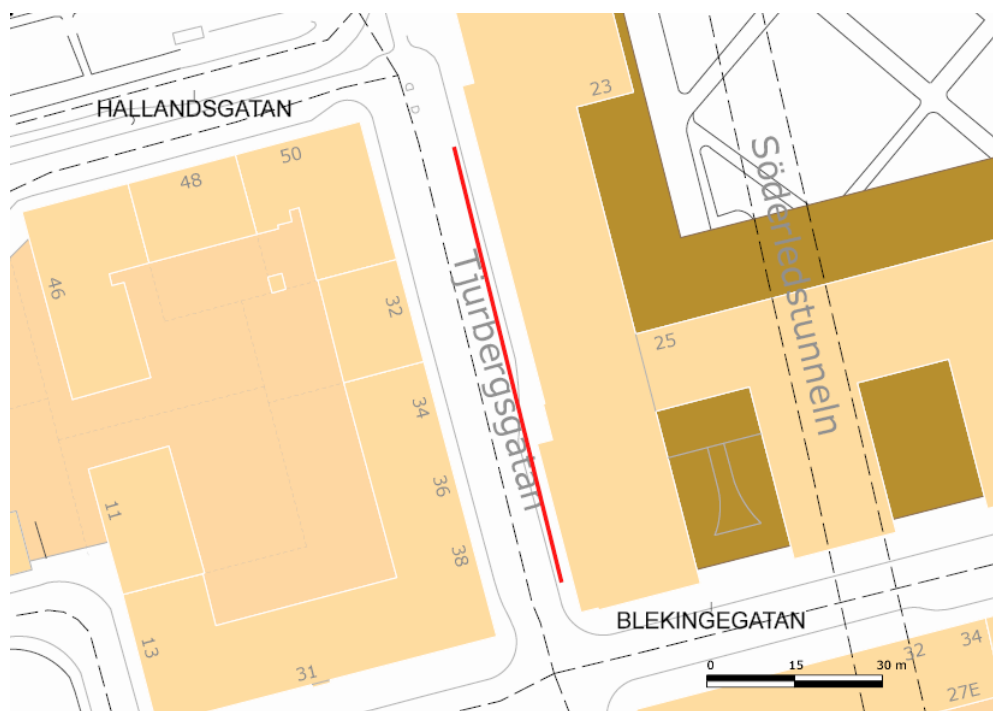 HALLANDSGATAN
23
50
48
46
32
Söderledstunneln
Tjurbergsgatan
25
34
36
11
38
BLEKINGEGATAN
13
31
32
34
27E
0 15 30 m